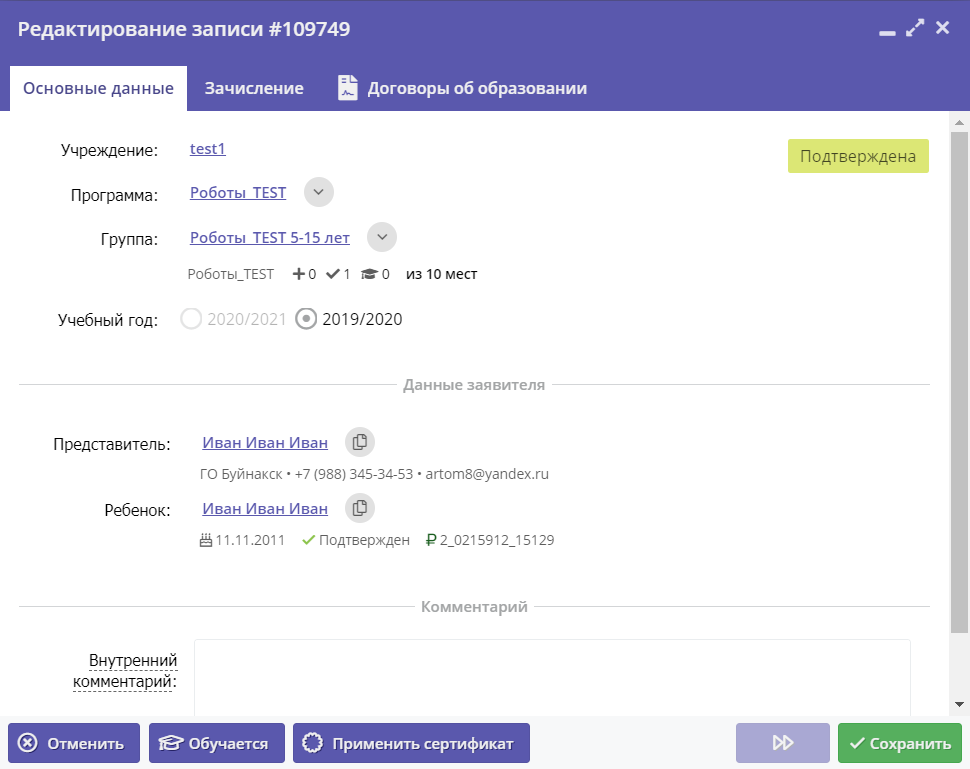 Редактирование записи #109749
Основные данные Зачисление Договоры об образовании
Учреждение: test1 Подтверждена
Программа: Роботы_TEST
Группа: Роботы_TEST 5-15 лет
Роботы_TEST 0 1 0 из 10 мест
Учебный год: 2020/2021 2019/2020
Данные заявителя
Представитель: Иван Иван Иван
ГО Буйнакск • +7 (988) 345-34-53 • artom8@yandex.ru
Ребенок: Иван Иван Иван
11.11.2011 Подтвержден ₽ 2_0215912_15129
Комментарий
Внутренний
комментарий:
Отменить Обучается Применить сертификат Сохранить